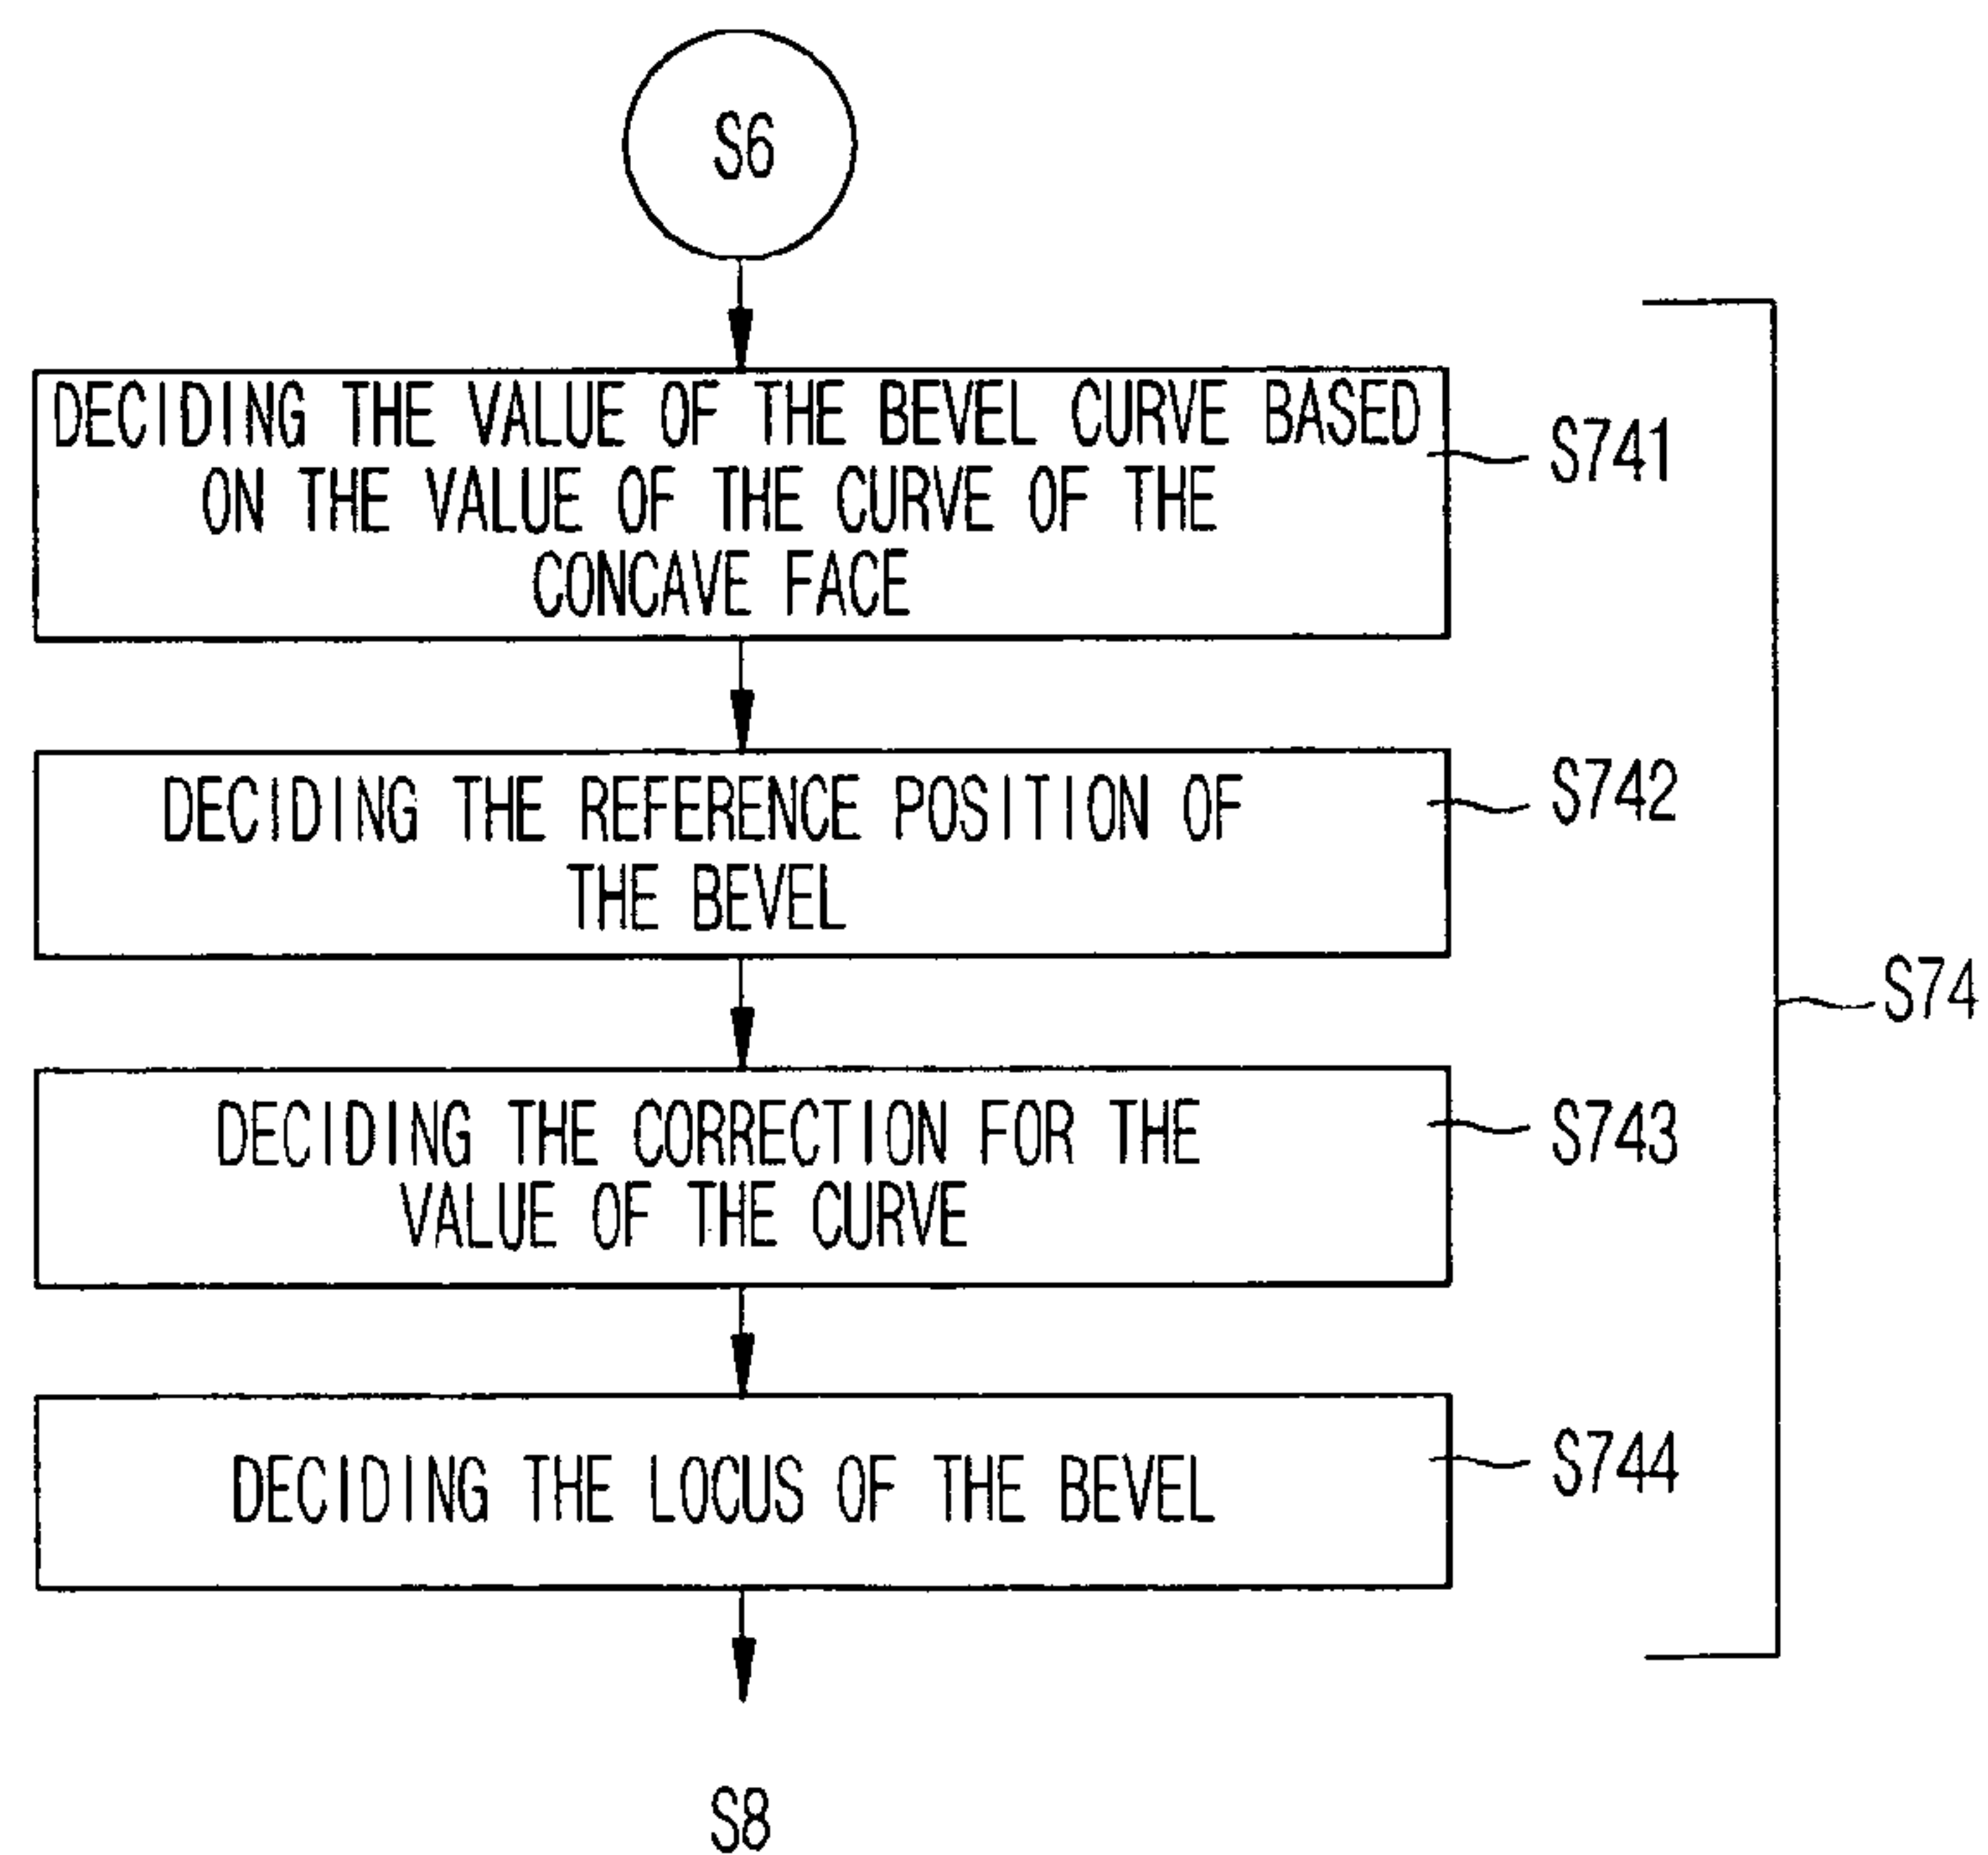 S6
DECIDING THE VALUE OF THE BEVEL CURVE BASED
ON THE VALUE OF THE CURVE OF THE
CONCAVE FACE
S741
DECIDING THE REFERENCE POSITION OF
THE BEVEL
S742
S74
DECIDING THE CORRECTION FOR THE
VALUE OF THE CURVE
S743
DECIDING THE LOCUS OF THE BEVEL
S744
S8